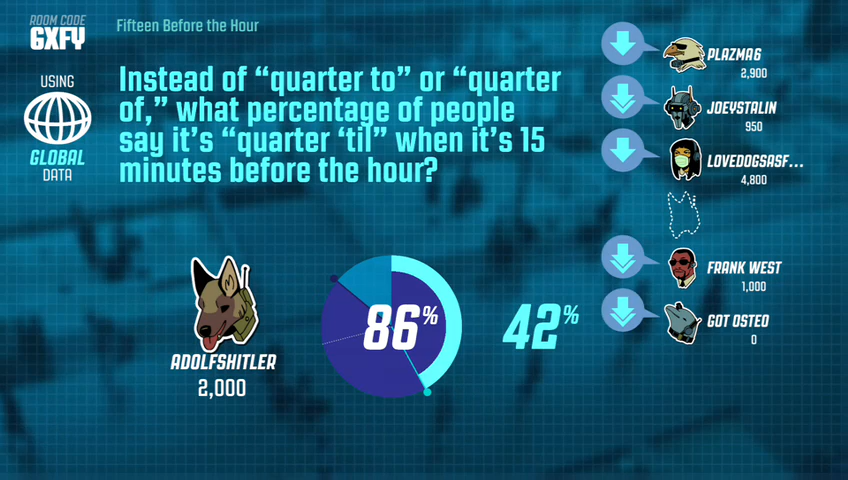 ROOM CODE
GXFY
Fifteen Before the Hour
USING
GLOBAL
DATA
Instead of “quarter to” or “quarter
of,” what percentage of people
say it’s “quarter ‘til” when it’s 15
minutes before the hour?
ADOLFSHITLER
2,000
86%
42%
PLAZMA6
2,900
JOEYSTALIN
950
LOVEDOGSASF...
4,800
FRANK WEST
1,000
GOT OSTEO
0